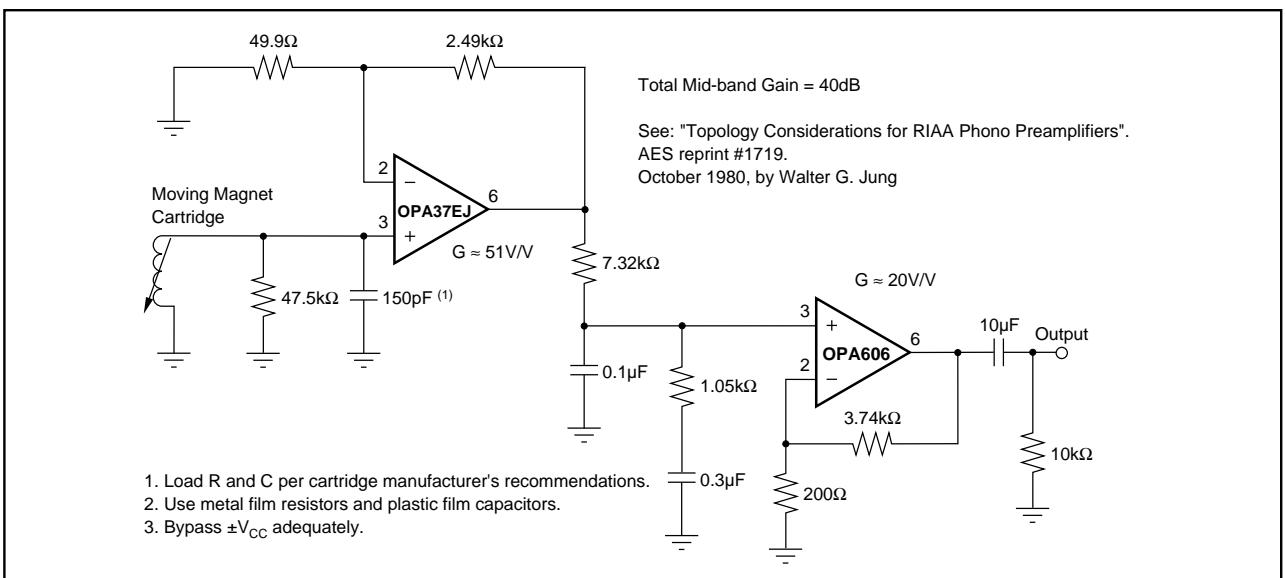 49.9Ω
2.49kΩ
Total Mid-band Gain = 40dB
See: "Topology Considerations for RIAA Phono Preamplifiers".
AES reprint #1719.
October 1980, by Walter G. Jung
2
−
OPA37EJ
6
3
+
G ≈ 51V/V
Moving Magnet
Cartridge
47.5kΩ
150pF (1)
7.32kΩ
G ≈ 20V/V
3
+
OPA606
6
2
−
10µF
Output
0.1µF
1.05kΩ
3.74kΩ
0.3µF
200Ω
10kΩ
1. Load R and C per cartridge manufacturer's recommendations.
2. Use metal film resistors and plastic film capacitors.
3. Bypass ±VCC adequately.